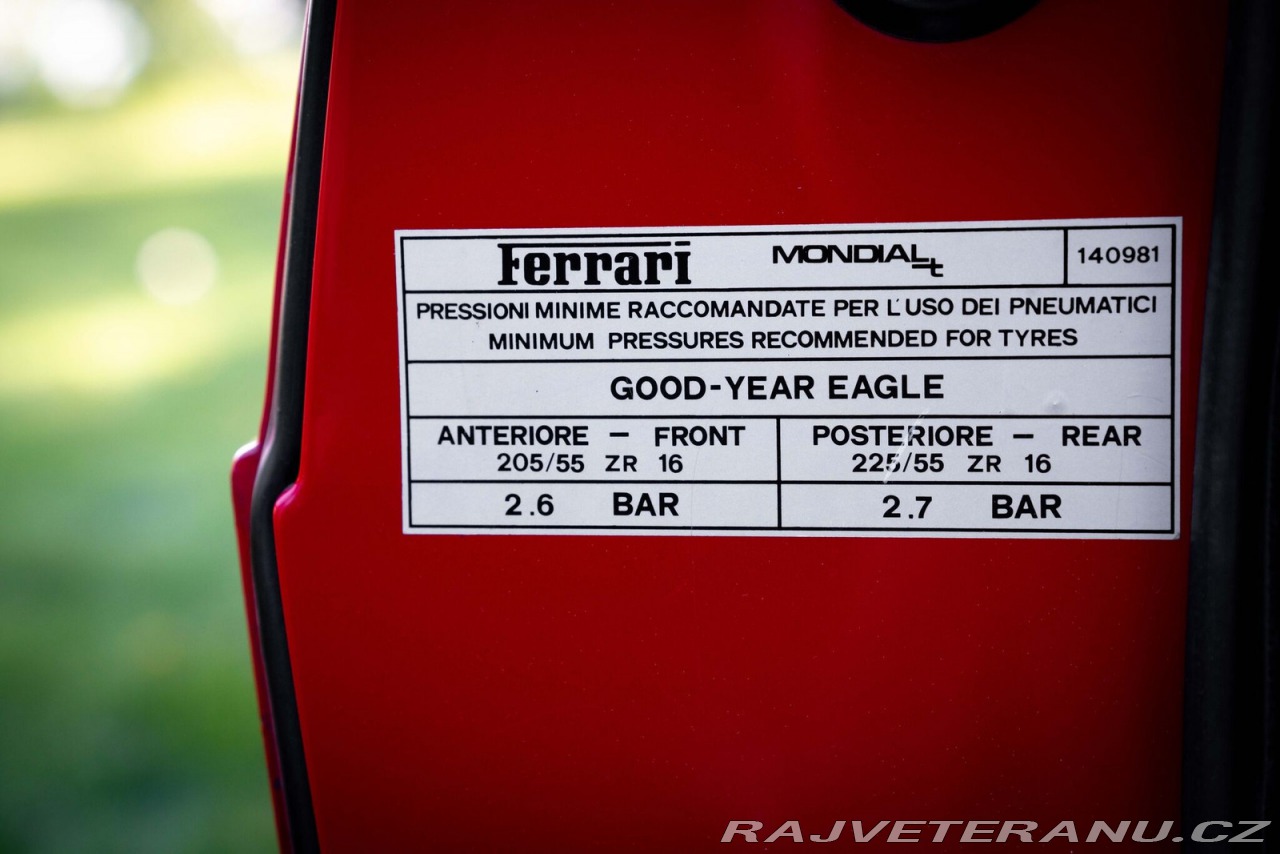 Ferrari MONDIAL t 140981
PRESSIONI MINIME RACCOMANDATE PER L'USO DEI PNEUMATICI
MINIMUM PRESSURES RECOMMENDED FOR TYRES
GOOD-YEAR EAGLE
ANTERIORE — FRONT POSTERIORE — REAR
205/55 ZR 16 225/55 ZR 16
2.6 BAR 2.7 BAR
RAJVETERANU.CZ